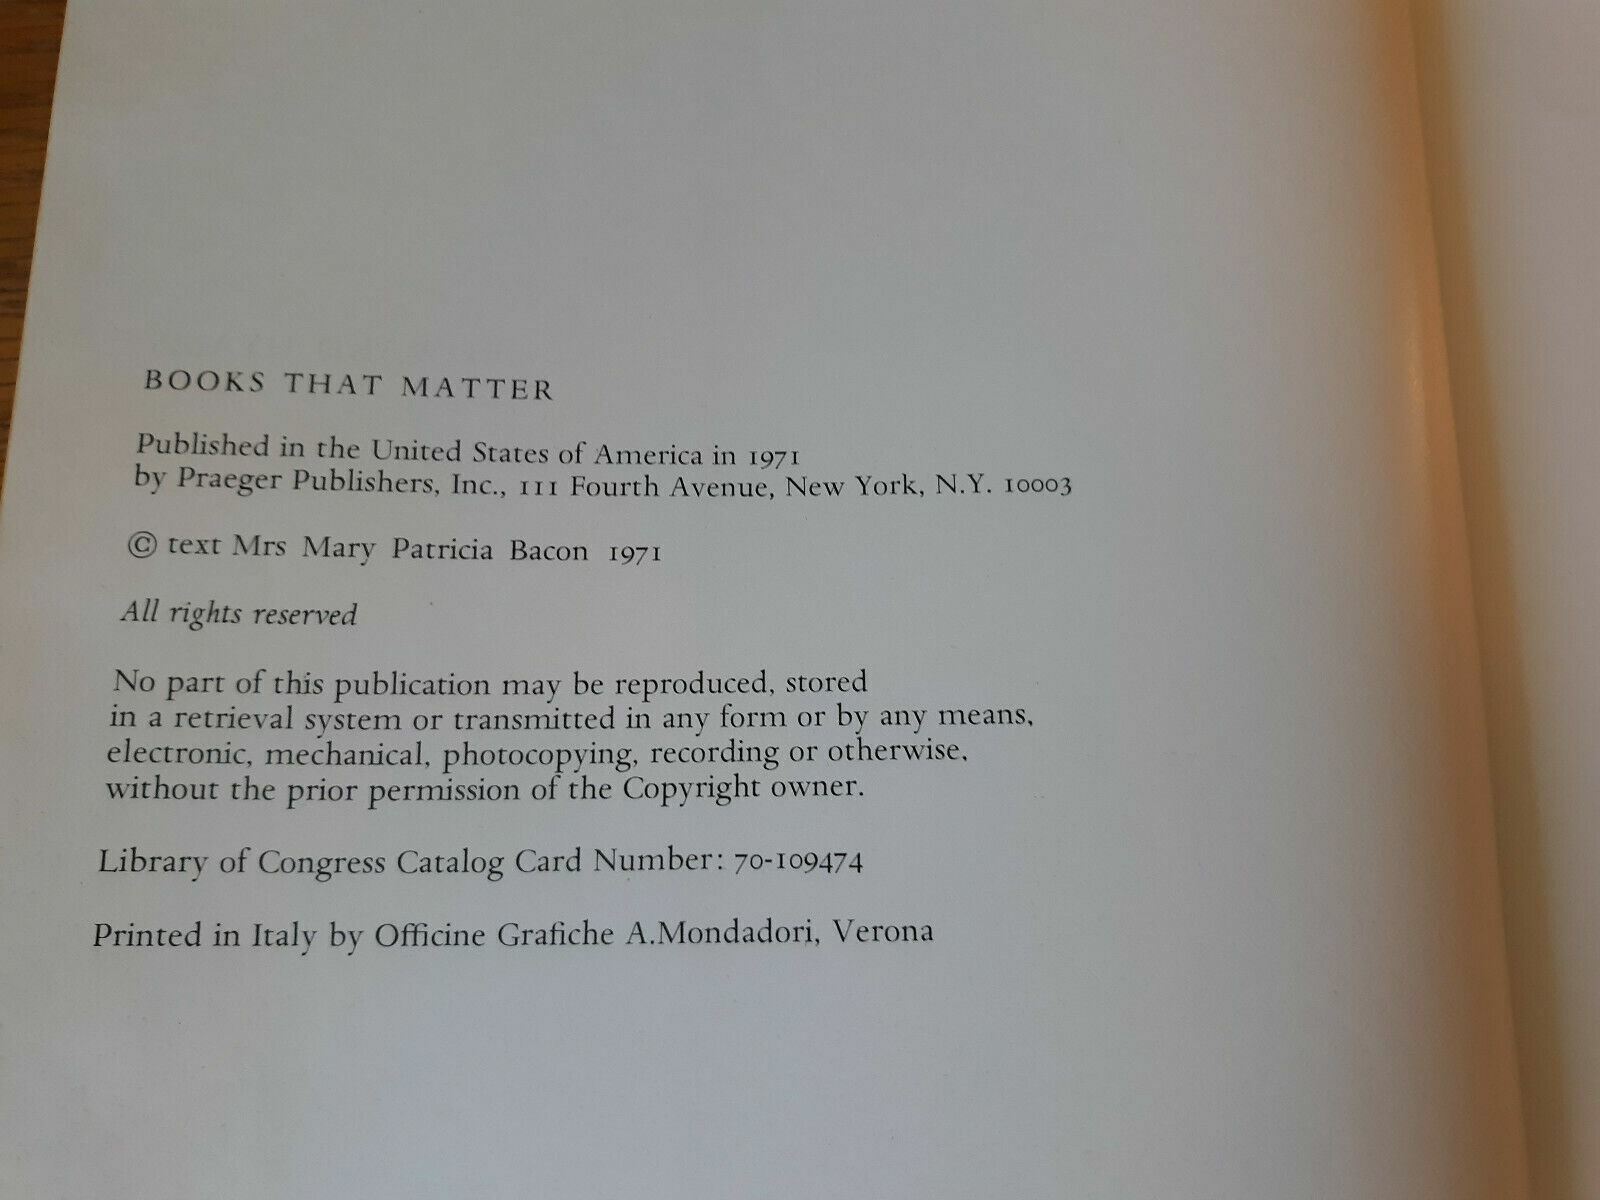 BOOKS THAT MATTER
Published in the United States of America in 1971
by Praeger Publishers, Inc., 111 Fourth Avenue, New York, N.Y. 10003
© text Mrs Mary Patricia Bacon 1971
All rights reserved
No part of this publication may be reproduced, stored
in a retrieval system or transmitted in any form or by any means,
electronic, mechanical, photocopying, recording or otherwise,
without the prior permission of the Copyright owner.
Library of Congress Catalog Card Number: 70-109474
Printed in Italy by Officine Grafiche A.Mondadori, Verona